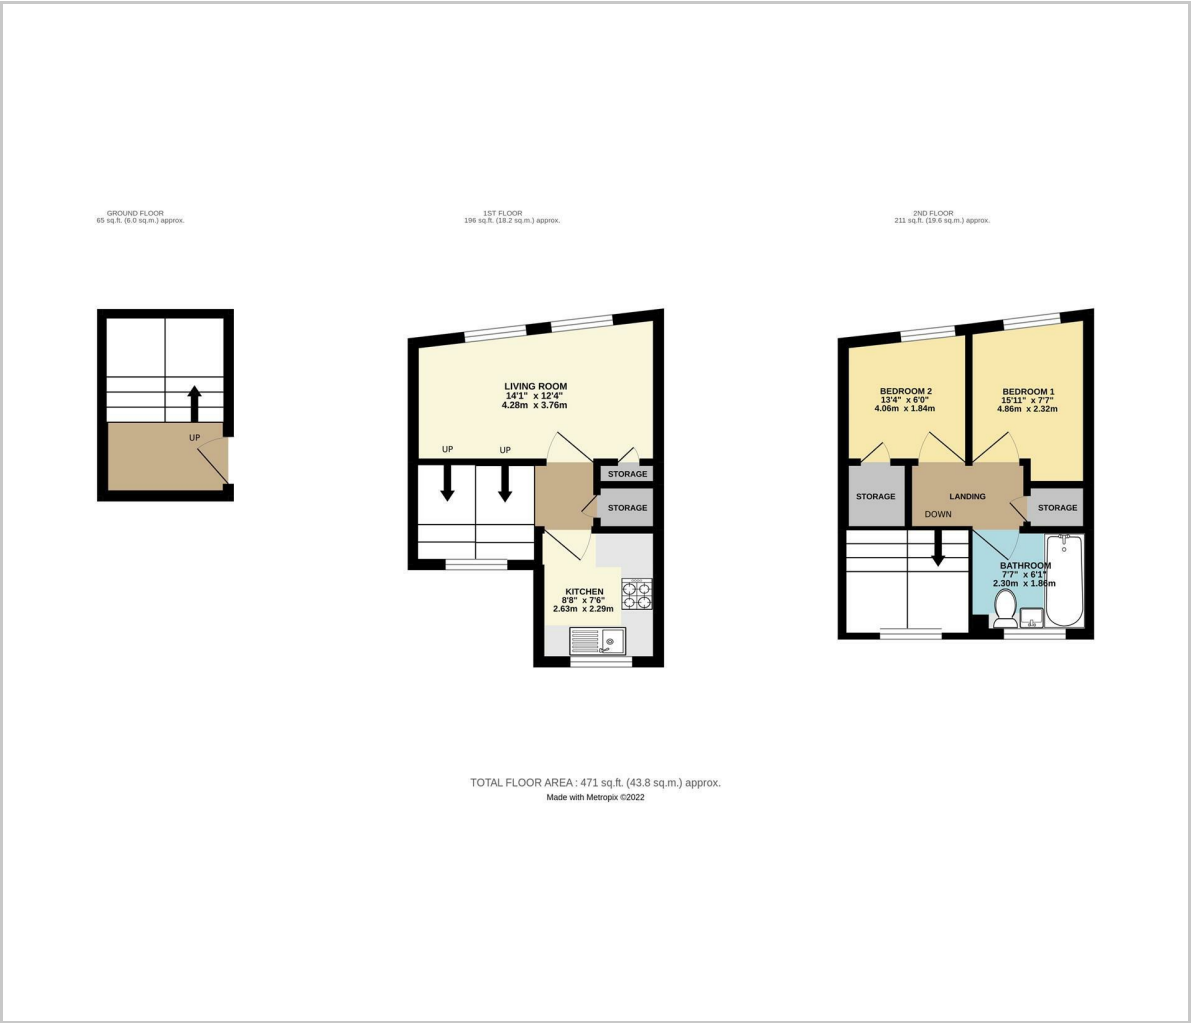 GROUND FLOOR
65 sq.ft. (6.0 sq.m.) approx.
UP
1ST FLOOR
196 sq.ft. (18.2 sq.m.) approx.
LIVING ROOM
14'1" x 12'4"
4.28m x 3.76m
UP
UP
STORAGE
STORAGE
KITCHEN
8'8" x 7'6"
2.63m x 2.29m
2ND FLOOR
211 sq.ft. (19.6 sq.m.) approx.
BEDROOM 2
13'4" x 6'0"
4.06m x 1.84m
BEDROOM 1
15'11" x 7'7"
4.86m x 2.32m
STORAGE
LANDING
DOWN
STORAGE
BATHROOM
7'7" x 6'1"
2.30m x 1.86m
TOTAL FLOOR AREA : 471 sq.ft. (43.8 sq.m.) approx.
Made with Metropix ©2022